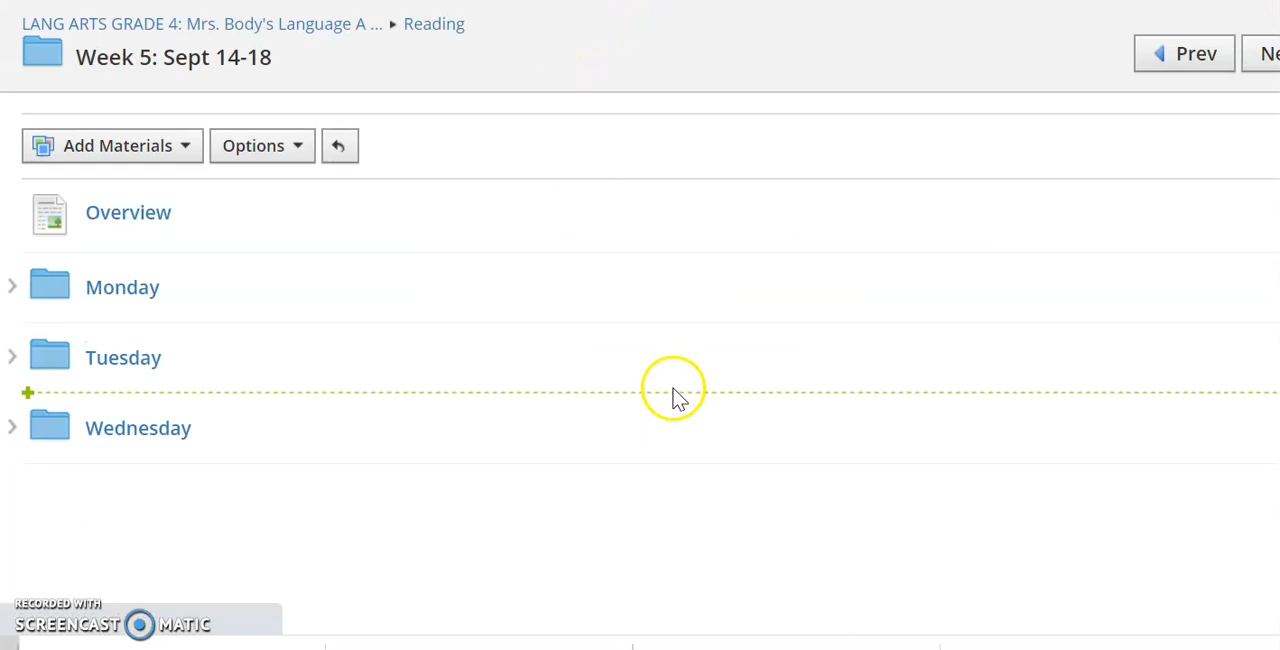 LANG ARTS GRADE 4: Mrs. Body's Language A ... ▸ Reading
Week 5: Sept 14-18
Prev
Add Materials
Options
Overview
Monday
Tuesday
Wednesday
RECORDED WITH
SCREENCAST MATIC